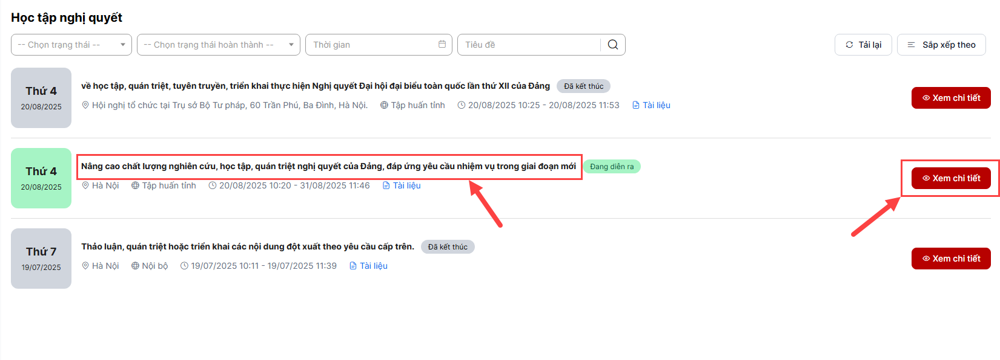 Học tập nghị quyết
-- Chọn trạng thái --
-- Chọn trạng thái hoàn thành --
Thời gian
Tiêu đề
Tải lại
Sắp xếp theo
Thứ 4
20/08/2025
về học tập, quán triệt, tuyên truyền, triển khai thực hiện Nghị quyết Đại hội đại biểu toàn quốc lần thứ XII của Đảng
Đã kết thúc
Hội nghị tổ chức tại Trụ sở Bộ Tư pháp, 60 Trần Phú, Ba Đình, Hà Nội.
Tập huấn tỉnh
20/08/2025 10:25 - 20/08/2025 11:53
Tài liệu
Xem chi tiết
Thứ 4
20/08/2025
Nâng cao chất lượng nghiên cứu, học tập, quán triệt nghị quyết của Đảng, đáp ứng yêu cầu nhiệm vụ trong giai đoạn mới
Đang diễn ra
Hà Nội
Tập huấn tỉnh
20/08/2025 10:20 - 31/08/2025 11:46
Tài liệu
Xem chi tiết
Thứ 7
19/07/2025
Thảo luận, quán triệt hoặc triển khai các nội dung đột xuất theo yêu cầu cấp trên.
Đã kết thúc
Hà Nội
Nội bộ
19/07/2025 10:11 - 19/07/2025 11:39
Tài liệu
Xem chi tiết